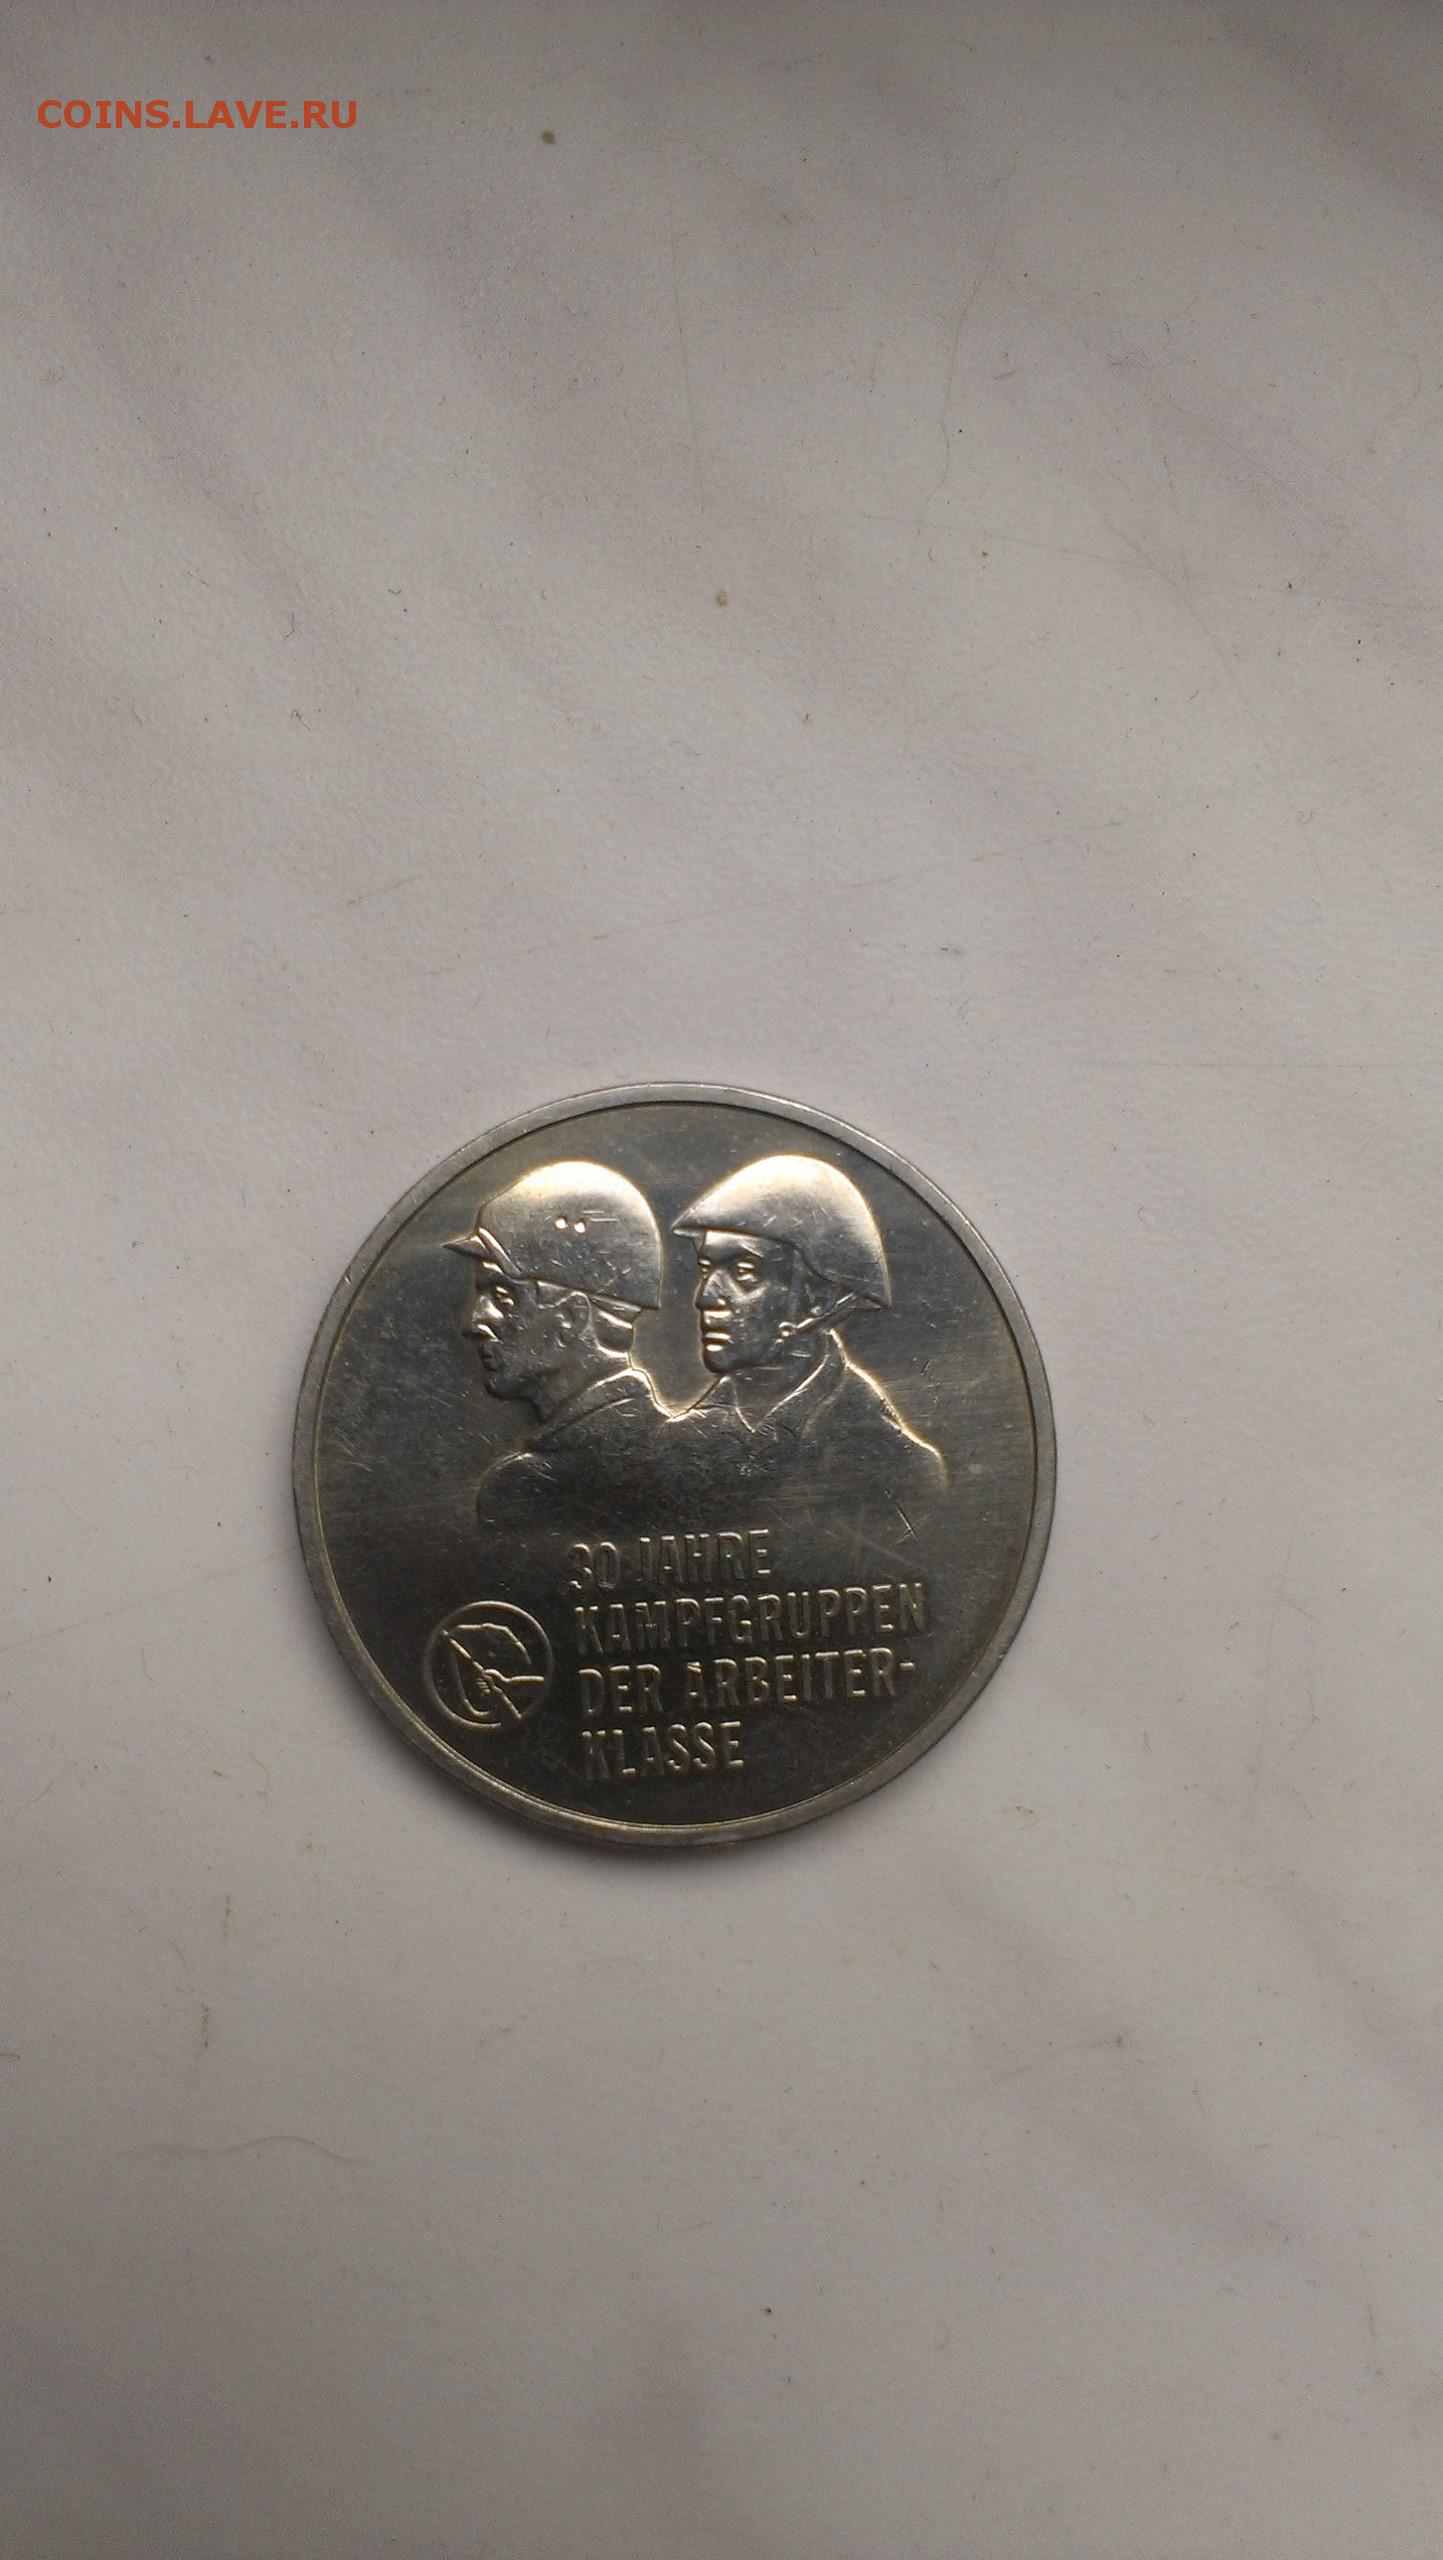 COINS.LAVE.RU
30 JAHRE
KAMPFGRUPPEN
DER ARBEITER-
KLASSE